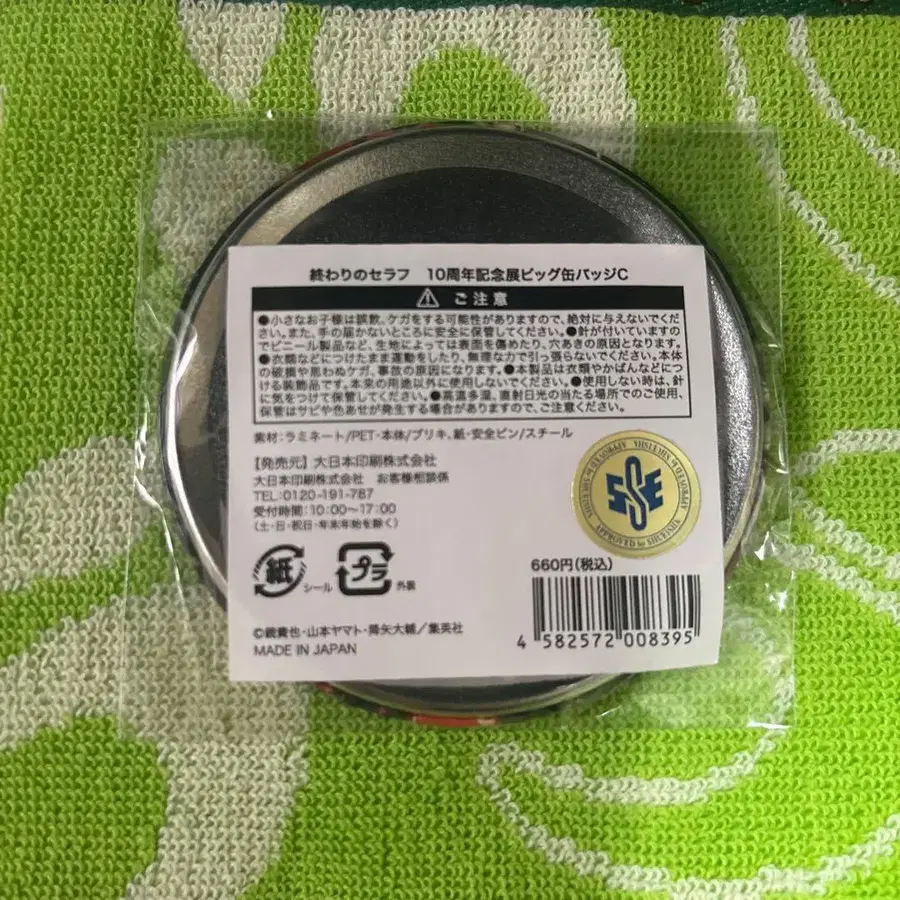 終わりのセラフ　10周年記念展ビッグ缶バッジC
⚠ ご注意
●小さなお子様は誤飲、ケガをする可能性がありますので、絶対に与えないでくだ
さい。また、手の届かないところに安全に保管してください。●針が付いていますの
でビニール製品など、生地によっては表面を傷めたり、穴あきの原因となります。
●衣類などにつけたまま運動をしたり、無理な力で引っ張らないでください。本体
の破損や思わぬケガ、事故の原因になります。●本製品は衣類やかばんなどにつ
ける装飾品です。本来の用途以外に使用しないでください。●使用しない時は、針
に気をつけて保管してください。●高温多湿、直射日光の当たる場所でのご使用、
保管はサビや色あせが発生する場合がありますので、ご注意ください。
素材：ラミネート/PET・本体/ブリキ、紙・安全ピン/スチール
【発売元】大日本印刷株式会社
大日本印刷株式会社　お客様相談係
TEL:0120-191-787
受付時間：10:00～17:00
（土・日・祝日・年末年始を除く）
紙 シール プラ 外装
©鏡貴也・山本ヤマト・降矢大輔／集英社
MADE IN JAPAN
APPROVED by SHUEISHA
SSE
APPROVED by SHUEISHA
660円（税込）
4 582572 008395